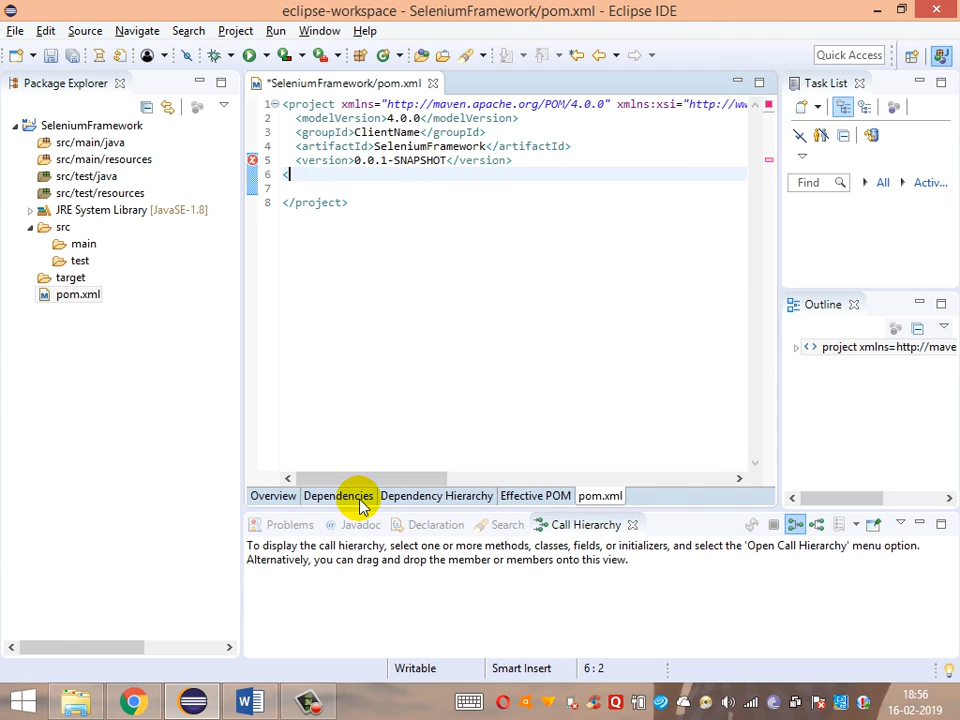 eclipse-workspace - SeleniumFramework/pom.xml - Eclipse IDE
File Edit Source Navigate Search Project Run Window Help
Quick Access
Package Explorer
*SeleniumFramework/pom.xml
Task List
SeleniumFramework
src/main/java
src/main/resources
src/test/java
src/test/resources
JRE System Library [JavaSE-1.8]
src
main
test
target
pom.xml
1 <project xmlns="http://maven.apache.org/POM/4.0.0" xmlns:xsi="http://ww
2 <modelVersion>4.0.0</modelVersion>
3 <groupId>ClientName</groupId>
4 <artifactId>SeleniumFramework</artifactId>
5 <version>0.0.1-SNAPSHOT</version>
6 <
7
8 </project>
Find All Activ...
Outline
project xmlns=http://mave
Overview Dependencies Dependency Hierarchy Effective POM pom.xml
Problems Javadoc Declaration Search Call Hierarchy
To display the call hierarchy, select one or more methods, classes, fields, or initializers, and select the 'Open Call Hierarchy' menu option.
Alternatively, you can drag and drop the member or members onto this view.
Writable Smart Insert 6 : 2
18:56
16-02-2019